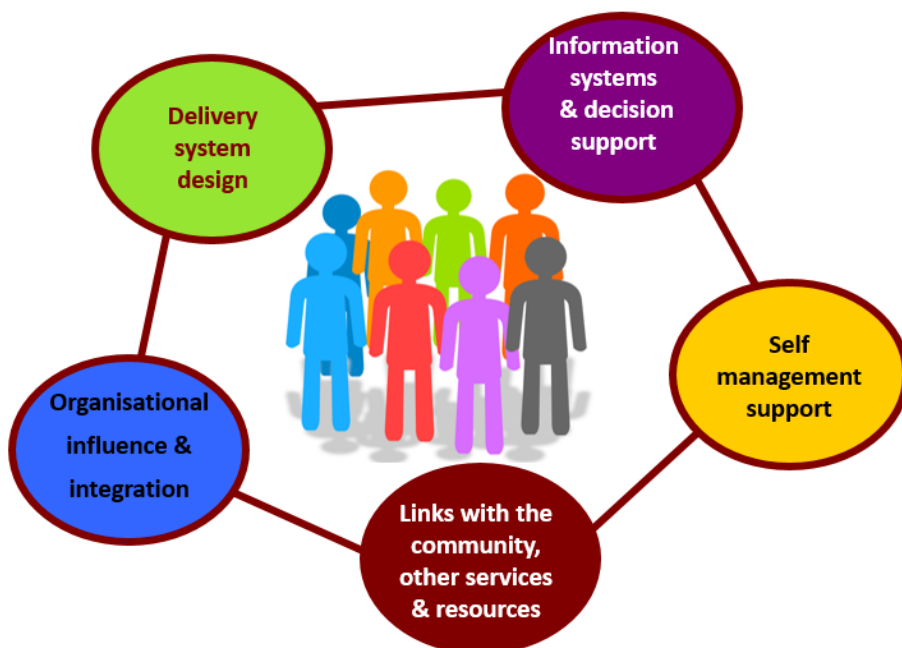 Delivery
system
design
Information
systems
& decision
support
Self
management
support
Links with the
community,
other services
& resources
Organisational
influence &
integration